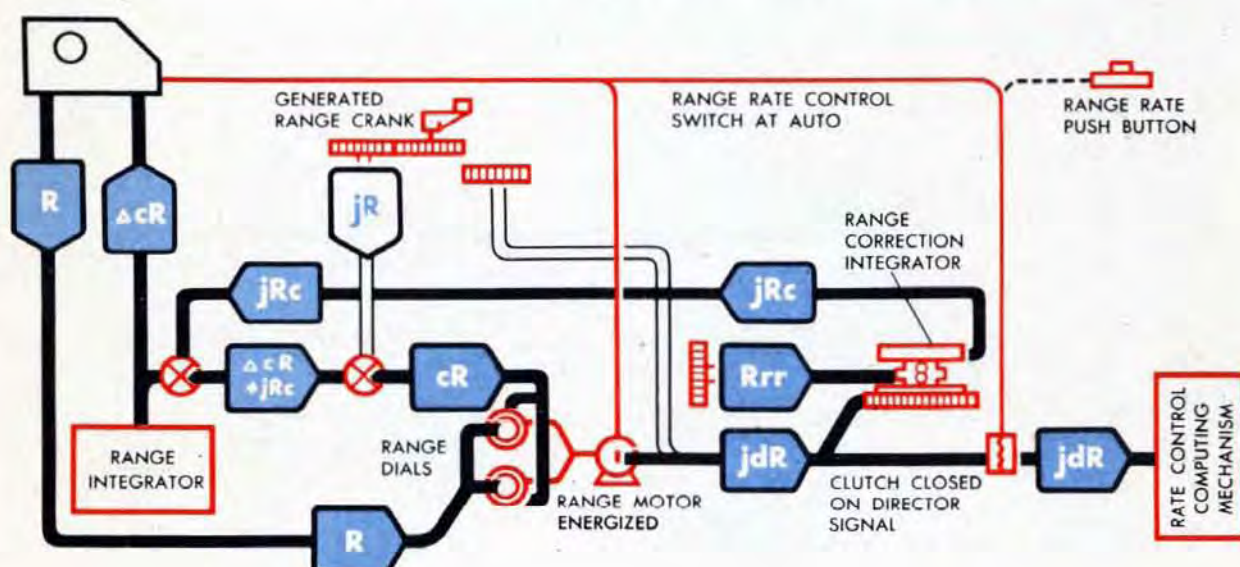 GENERATED
RANGE CRANK
RANGE RATE CONTROL
SWITCH AT AUTO
RANGE RATE
PUSH BUTTON
R
ΔcR
jR
RANGE
CORRECTION
INTEGRATOR
jRc
jRc
ΔcR
+jRc
cR
Rrr
RANGE
INTEGRATOR
RANGE
DIALS
jdR
jdR
RATE CONTROL
COMPUTING
MECHANISM
RANGE MOTOR
ENERGIZED
CLUTCH CLOSED
ON DIRECTOR
SIGNAL
R